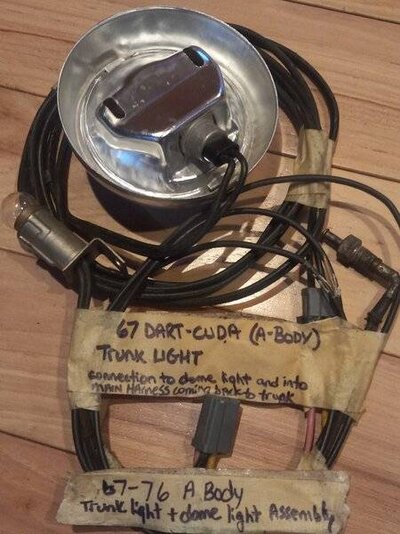 67 DART-CUDA (A-BODY)
TRUNK LIGHT
connection to dome light and into
MAIN HArness coming back to trunk
67-76 A Body
Trunk light + dome light Assembly